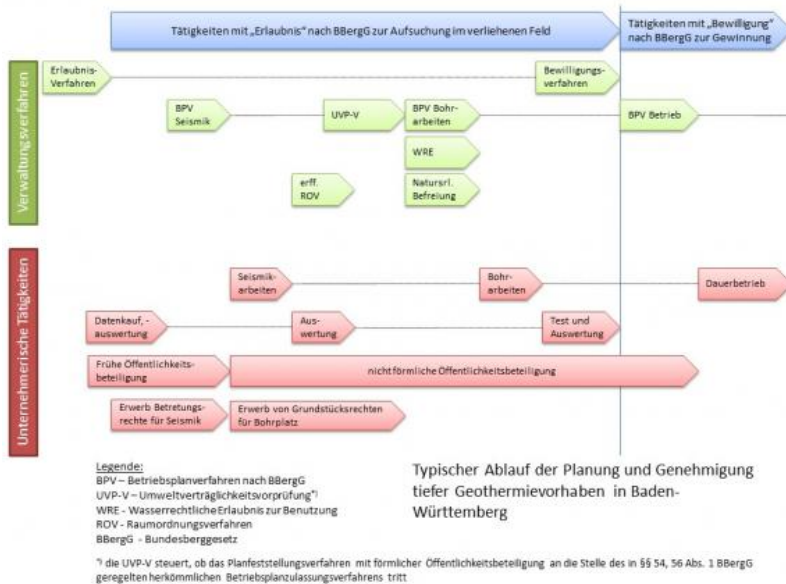 Tätigkeiten mit „Erlaubnis" nach BBergG zur Aufsuchung im verliehenen Feld
Tätigkeiten mit „Bewilligung"
nach BBergG zur Gewinnung
Verwaltungsverfahren
Erlaubnis-
Verfahren
Bewilligungs-
verfahren
BPV
Seismik
UVP-V
BPV Bohr-
arbeiten
BPV Betrieb
WRE
erff.
ROV
Natursrl.
Befreiung
Unternehmerische Tätigkeiten
Seismik-
arbeiten
Bohr-
arbeiten
Dauerbetrieb
Datenkauf, -
auswertung
Aus-
wertung
Test und
Auswertung
Frühe Öffentlichkeits-
beteiligung
nicht förmliche Öffentlichkeitsbeteiligung
Erwerb Betretungs-
rechte für Seismik
Erwerb von Grundstücksrechten
für Bohrplatz
Legende:
BPV – Betriebsplanverfahren nach BBergG
UVP-V – Umweltverträglichkeitsvorprüfung*)
WRE - Wasserrechtliche Erlaubnis zur Benutzung
ROV - Raumordnungsverfahren
BBergG - Bundesberggesetz
Typischer Ablauf der Planung und Genehmigung
tiefer Geothermievorhaben in Baden-
Württemberg
*) die UVP-V steuert, ob das Planfeststellungsverfahren mit förmlicher Öffentlichkeitsbeteiligung an die Stelle des in §§ 54, 56 Abs. 1 BBergG
geregelten herkömmlichen Betriebsplanzulassungsverfahrens tritt